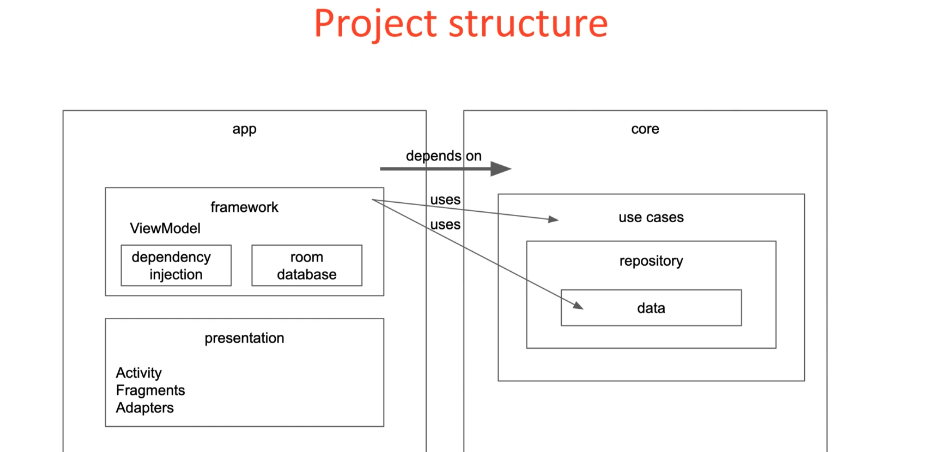 Project structure
app
core
depends on
framework
ViewModel
dependency
injection
room
database
uses
uses
use cases
repository
data
presentation
Activity
Fragments
Adapters